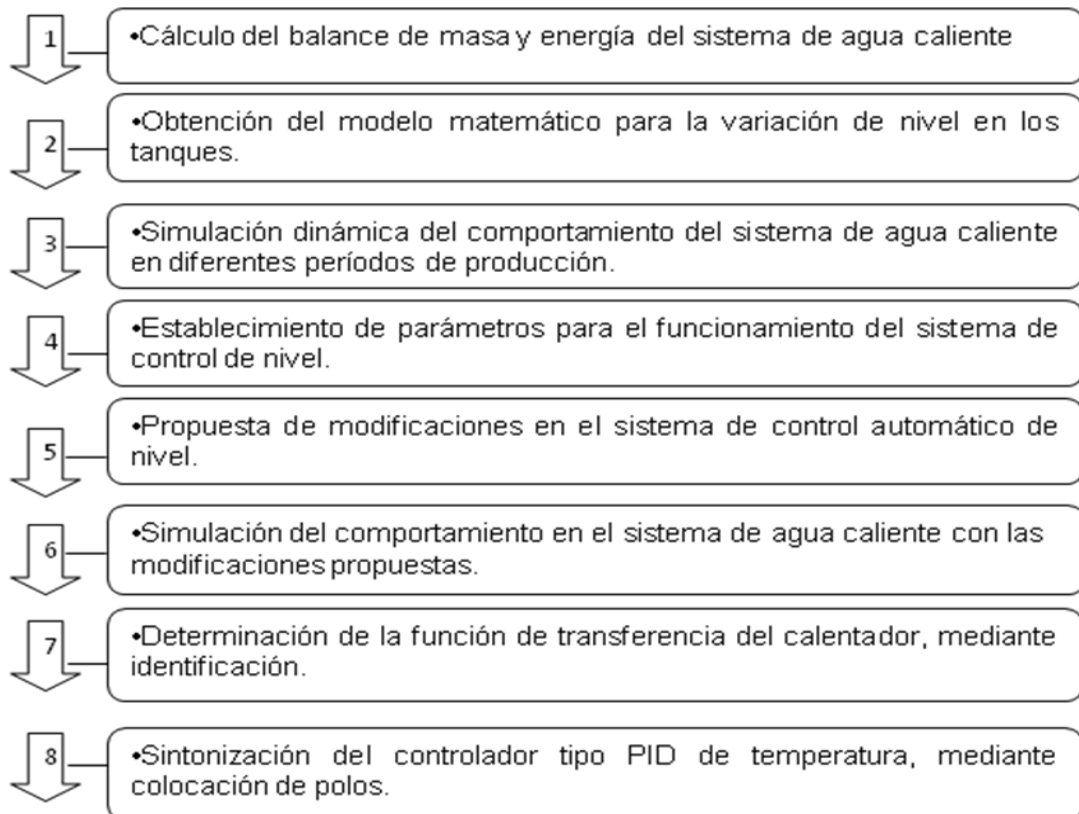 1
•Cálculo del balance de masa y energía del sistema de agua caliente
2
•Obtención del modelo matemático para la variación de nivel en los
tanques.
3
•Simulación dinámica del comportamiento del sistema de agua caliente
en diferentes períodos de producción.
4
•Establecimiento de parámetros para el funcionamiento del sistema de
control de nivel.
5
•Propuesta de modificaciones en el sistema de control automático de
nivel.
6
•Simulación del comportamiento en el sistema de agua caliente con las
modificaciones propuestas.
7
•Determinación de la función de transferencia del calentador, mediante
identificación.
8
•Sintonización del controlador tipo PID de temperatura, mediante
colocación de polos.